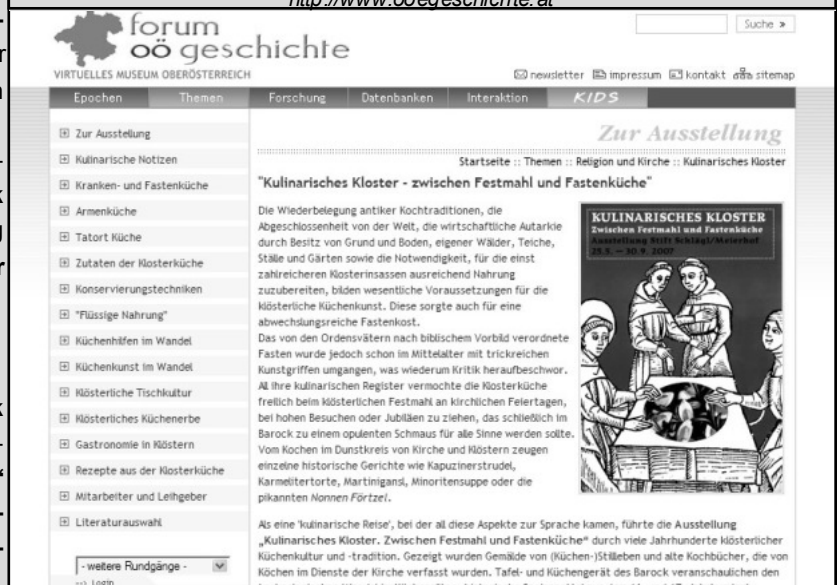 http://www.ooegeschichte.at
forum
oö geschichte
VIRTUELLES MUSEUM OBERÖSTERREICH
Suche »
newsletter impressum kontakt sitemap
Epochen Themen Forschung Datenbanken Interaktion KIDS
Zur Ausstellung
Kulinarische Notizen
Kranken- und Fastenküche
Armenküche
Tatort Küche
Zutaten der Klosterküche
Konservierungstechniken
"Flüssige Nahrung"
Küchenhilfen im Wandel
Küchenkunst im Wandel
Klösterliche Tischkultur
Klösterliches Küchenerbe
Gastronomie in Klöstern
Rezepte aus der Klosterküche
Mitarbeiter und Leihgeber
Literaturauswahl
- weitere Rundgänge -
Login
Zur Ausstellung
Startseite :: Themen :: Religion und Kirche :: Kulinarisches Kloster
"Kulinarisches Kloster - zwischen Festmahl und Fastenküche"
Die Wiederbelegung antiker Kochtraditionen, die
Abgeschlossenheit von der Welt, die wirtschaftliche Autarkie
durch Besitz von Grund und Boden, eigener Wälder, Teiche,
Ställe und Gärten sowie die Notwendigkeit, für die einst
zahlreicheren Klosterinsassen ausreichend Nahrung
zuzubereiten, bilden wesentliche Voraussetzungen für die
klösterliche Küchenkunst. Diese sorgte auch für eine
abwechslungsreiche Fastenkost.
Das von den Ordensvätern nach biblischem Vorbild verordnete
Fasten wurde jedoch schon im Mittelalter mit trickreichen
Kunstgriffen umgangen, was wiederum Kritik heraufbeschwor.
All ihre kulinarischen Register vermochte die Klosterküche
freilich beim klösterlichen Festmahl an kirchlichen Feiertagen,
bei hohen Besuchen oder Jubiläen zu ziehen, das schließlich im
Barock zu einem opulenten Schmaus für alle Sinne werden sollte.
Vom Kochen im Dunstkreis von Kirche und Klöstern zeugen
einzelne historische Gerichte wie Kapuzinerstrudel,
Karmelitertorte, Martinigansl, Minoritensuppe oder die
pikannten Nonnen Förtzel.
KULINARISCHES KLOSTER
Zwischen Festmahl und Fastenküche
Ausstellung Stift Schlägl/Meierhof
25.5. — 30.9. 2007
Als eine 'kulinarische Reise', bei der all diese Aspekte zur Sprache kamen, führte die Ausstellung
„Kulinarisches Kloster. Zwischen Festmahl und Fastenküche“ durch viele Jahrhunderte klösterlicher
Küchenkultur und -tradition. Gezeigt wurden Gemälde von (Küchen-)Stilleben und alte Kochbücher, die von
Köchen im Dienste der Kirche verfasst wurden. Tafel- und Küchengerät des Barock veranschaulichen den